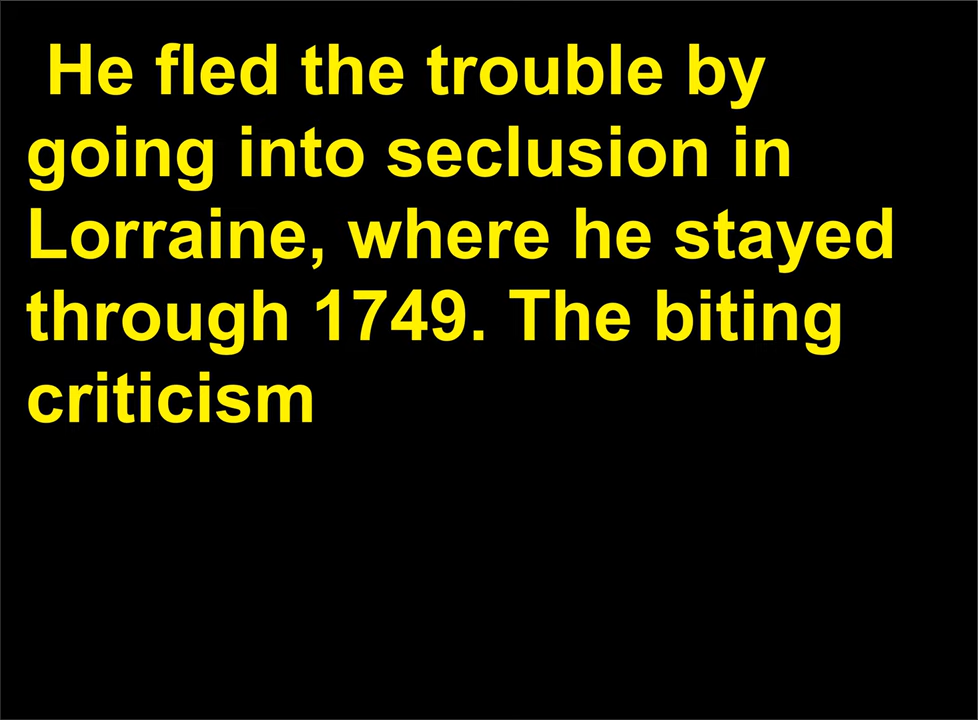 He fled the trouble by
going into seclusion in
Lorraine, where he stayed
through 1749. The biting
criticism